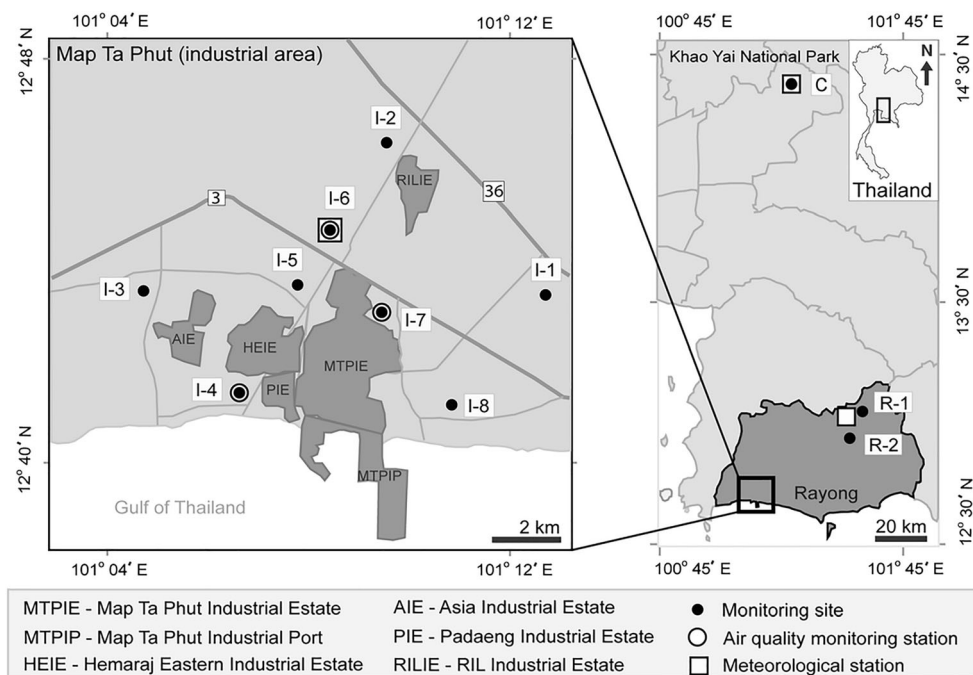 101° 04′ E
101° 12′ E
100° 45′ E
101° 45′ E
12° 48′ N
Map Ta Phut (industrial area)
I-2
RILIE
I-6
3
36
I-5
I-1
I-3
I-7
AIE
HEIE
MTPIE
I-4
PIE
I-8
MTPIP
12° 40′ N
Gulf of Thailand
2 km
101° 04′ E
101° 12′ E
Khao Yai National Park
C
N
Thailand
14° 30′ N
13° 30′ N
R-1
R-2
Rayong
20 km
12° 30′ N
100° 45′ E
101° 45′ E
MTPIE - Map Ta Phut Industrial Estate
MTPIP - Map Ta Phut Industrial Port
HEIE - Hemaraj Eastern Industrial Estate
AIE - Asia Industrial Estate
PIE - Padaeng Industrial Estate
RILIE - RIL Industrial Estate
Monitoring site
Air quality monitoring station
Meteorological station